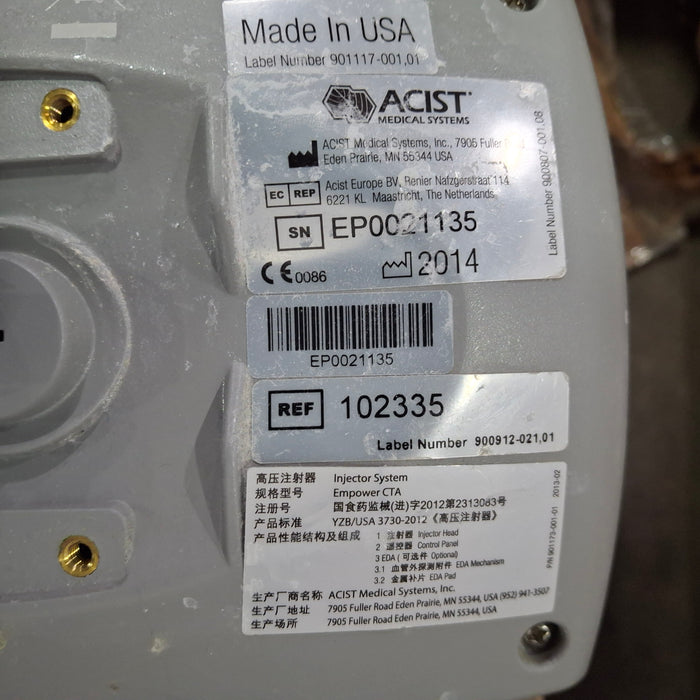 Made In USA
Label Number 901117-001,01
ACIST
MEDICAL SYSTEMS
ACIST Medical Systems, Inc., 7905 Fuller Road
Eden Prairie, MN 55344 USA
EC REP
Acist Europe BV, Renier Nafzgerstraat 114
6221 KL Maastricht, The Netherlands
SN EP0021135
CE 0086 2014
Label Number 900807-001,08
EP0021135
REF 102335
Label Number 900912-021,01
高压注射器 Injector System
规格型号 Empower CTA
注册号 国食药监械(进)字2012第2313083号
产品标准 YZB/USA 3730-2012《高压注射器》
产品性能结构及组成 1 注射器 Injector Head
2 遥控器 Control Panel
3 EDA (可选件 Optional)
3.1 血管外探测附件 EDA Mechanism
3.2 金属补片 EDA Pad
生产厂商名称 ACIST Medical Systems, Inc.
生产厂地址 7905 Fuller Road Eden Prairie, MN 55344, USA (952) 941-3507
生产场所 7905 Fuller Road Eden Prairie, MN 55344, USA
P/N 901173-001-01 2013-02